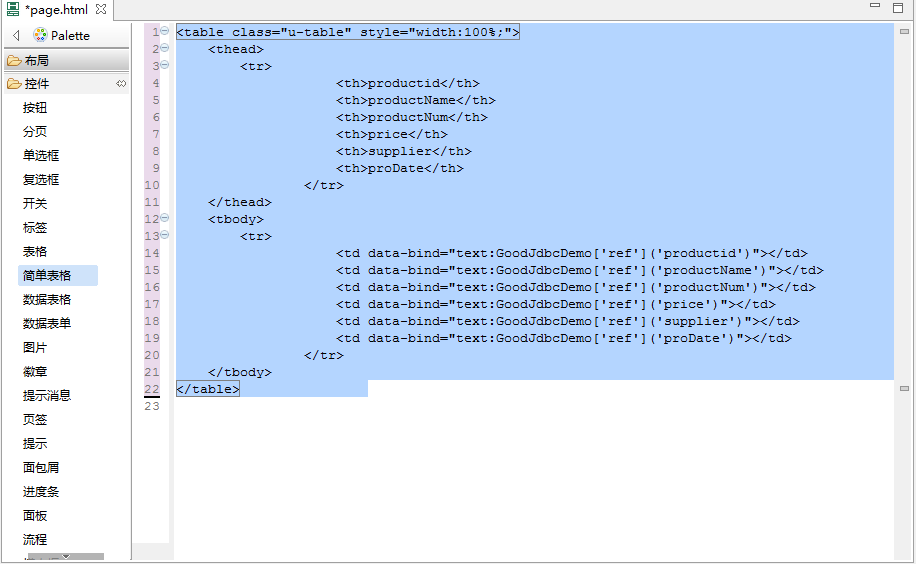 *page.html
Palette
布局
控件
按钮
分页
单选框
复选框
开关
标签
表格
简单表格
数据表格
数据表单
图片
徽章
提示消息
页签
提示
面包屑
进度条
面板
流程
1 <table class="u-table" style="width:100%;">
2 <thead>
3 <tr>
4 <th>productid</th>
5 <th>productName</th>
6 <th>productNum</th>
7 <th>price</th>
8 <th>supplier</th>
9 <th>proDate</th>
10 </tr>
11 </thead>
12 <tbody>
13 <tr>
14 <td data-bind="text:GoodJdbcDemo['ref']('productid')"></td>
15 <td data-bind="text:GoodJdbcDemo['ref']('productName')"></td>
16 <td data-bind="text:GoodJdbcDemo['ref']('productNum')"></td>
17 <td data-bind="text:GoodJdbcDemo['ref']('price')"></td>
18 <td data-bind="text:GoodJdbcDemo['ref']('supplier')"></td>
19 <td data-bind="text:GoodJdbcDemo['ref']('proDate')"></td>
20 </tr>
21 </tbody>
22 </table>
23